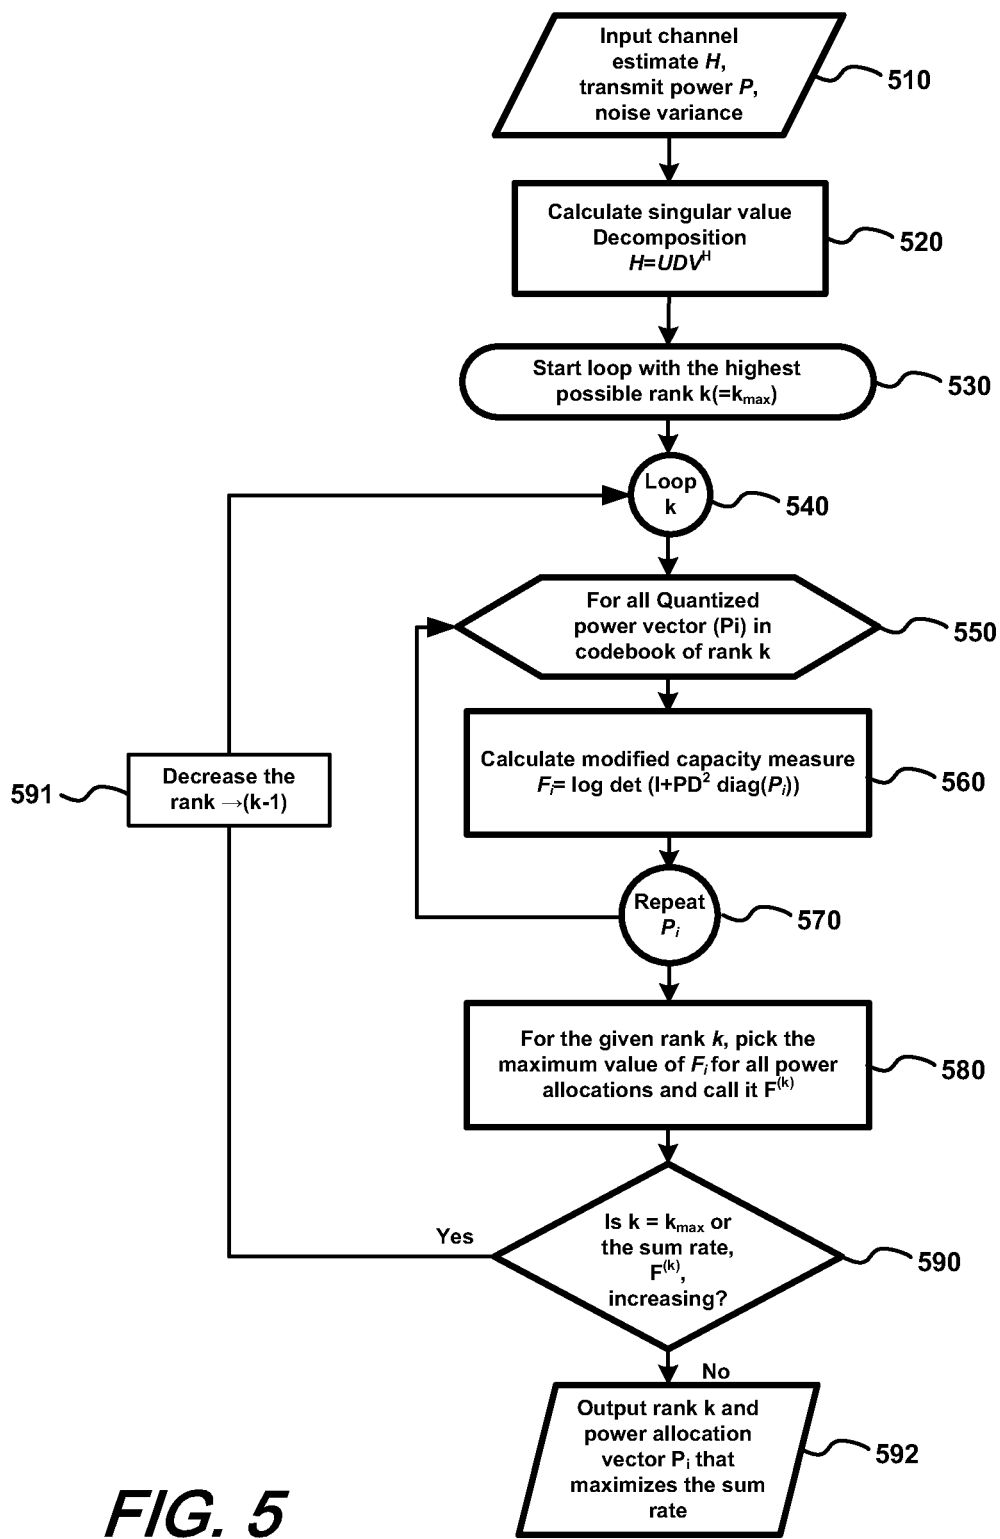 Input channel
estimate H,
transmit power P,
noise variance
510
Calculate singular value
Decomposition
H=UDV^H
520
Start loop with the highest
possible rank k(=k_max)
530
Loop
k
540
For all Quantized
power vector (Pi) in
codebook of rank k
550
Calculate modified capacity measure
F_i= log det (I+PD² diag(P_i))
560
Decrease the
rank →(k-1)
591
Repeat
P_i
570
For the given rank k, pick the
maximum value of F_i for all power
allocations and call it F^(k)
580
Is k = k_max or
the sum rate,
F^(k),
increasing?
590
Yes
No
Output rank k and
power allocation
vector P_i that
maximizes the sum
rate
592
FIG. 5